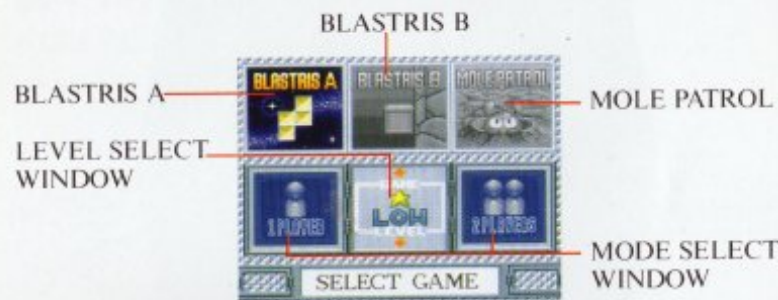 BLASTRIS B
BLASTRIS A
BLASTRIS A
BLASTRIS B
MOLE PATROL
MOLE PATROL
LEVEL SELECT
WINDOW
1 PLAYER
GAME
LOW
LEVEL
2 PLAYERS
MODE SELECT
WINDOW
SELECT GAME